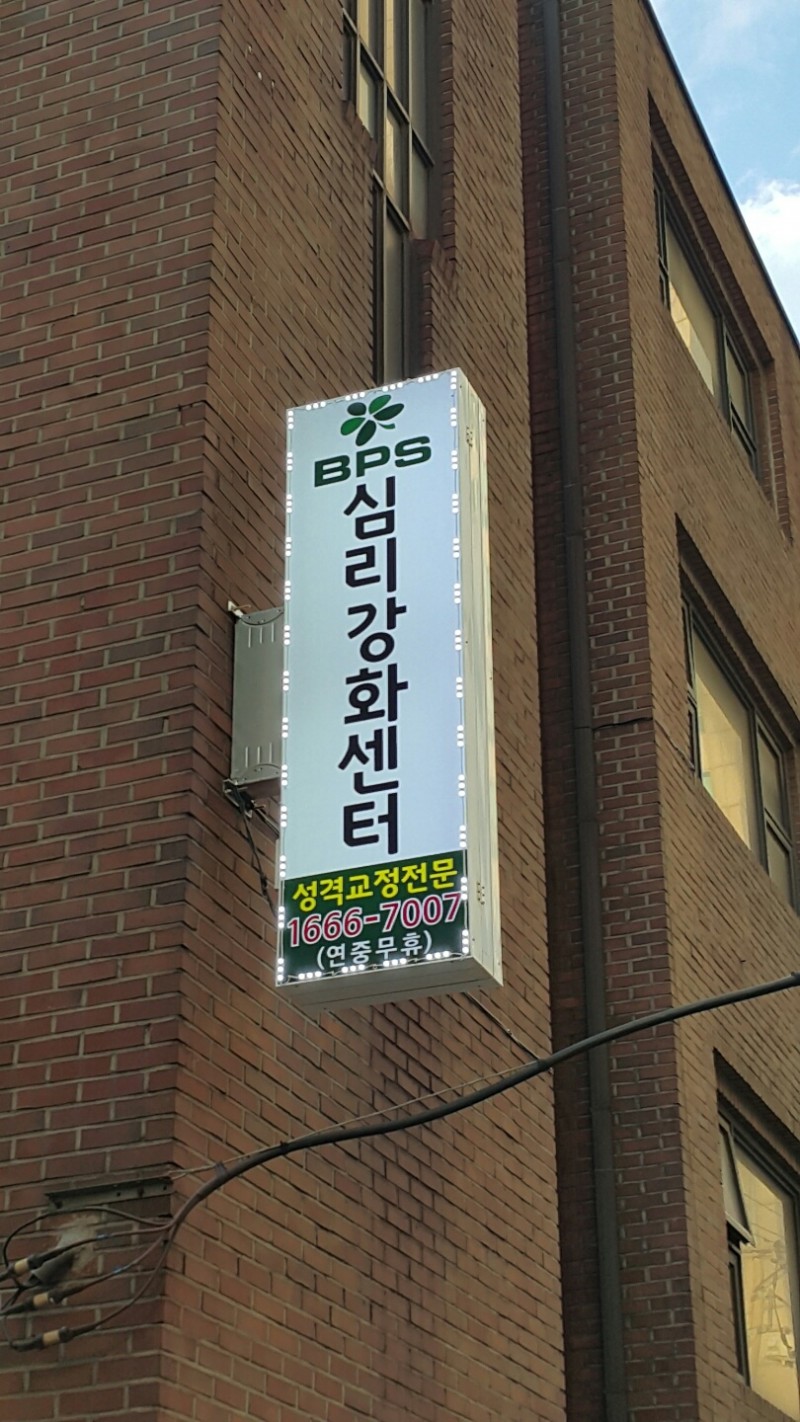 BPS
심리강화센터
성격교정전문
1666-7007
(연중무휴)